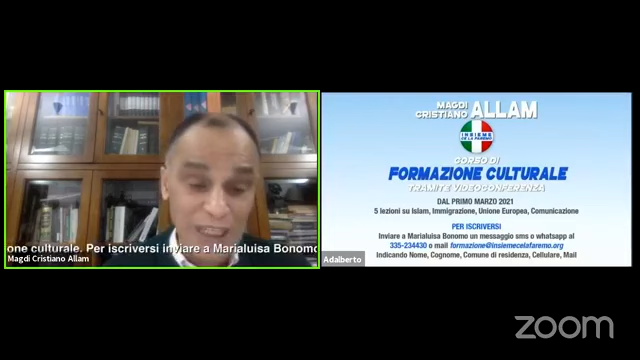 one culturale. Per iscriversi inviare a Marialuisa Bonomo
Magdi Cristiano Allam
MAGDI
CRISTIANO ALLAM
INSIEME
CE LA FAREMO
CORSO DI
FORMAZIONE CULTURALE
TRAMITE VIDEOCONFERENZA
DAL PRIMO MARZO 2021
5 lezioni su Islam, Immigrazione, Unione Europea, Comunicazione
PER ISCRIVERSI
Inviare a Marialuisa Bonomo un messaggio sms o whatsapp al
335-234430 o mail formazione@insiemecelafaremo.org
Indicando Nome, Cognome, Comune di residenza, Cellulare, Mail
Adalberto
zoom